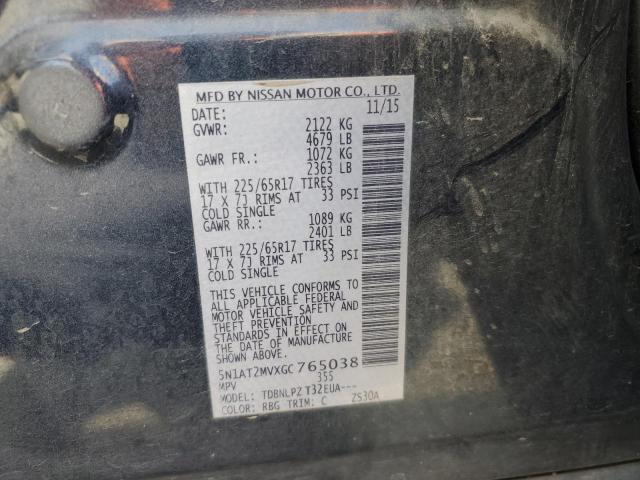 MFD BY NISSAN MOTOR CO., LTD.
DATE: 11/15
GVWR: 2122 KG
4679 LB
GAWR FR.: 1072 KG
2363 LB
WITH 225/65R17 TIRES
17 X 7J RIMS AT 33 PSI
COLD SINGLE
GAWR RR.: 1089 KG
2401 LB
WITH 225/65R17 TIRES
17 X 7J RIMS AT 33 PSI
COLD SINGLE
THIS VEHICLE CONFORMS TO
ALL APPLICABLE FEDERAL
MOTOR VEHICLE SAFETY AND
THEFT PREVENTION
STANDARDS IN EFFECT ON
THE DATE OF MANUFACTURE
SHOWN ABOVE.
5N1AT2MVXGC765038
MPV 355
MODEL: TDBNLPZ T32EUA---
COLOR: RBG TRIM: C ZS30A